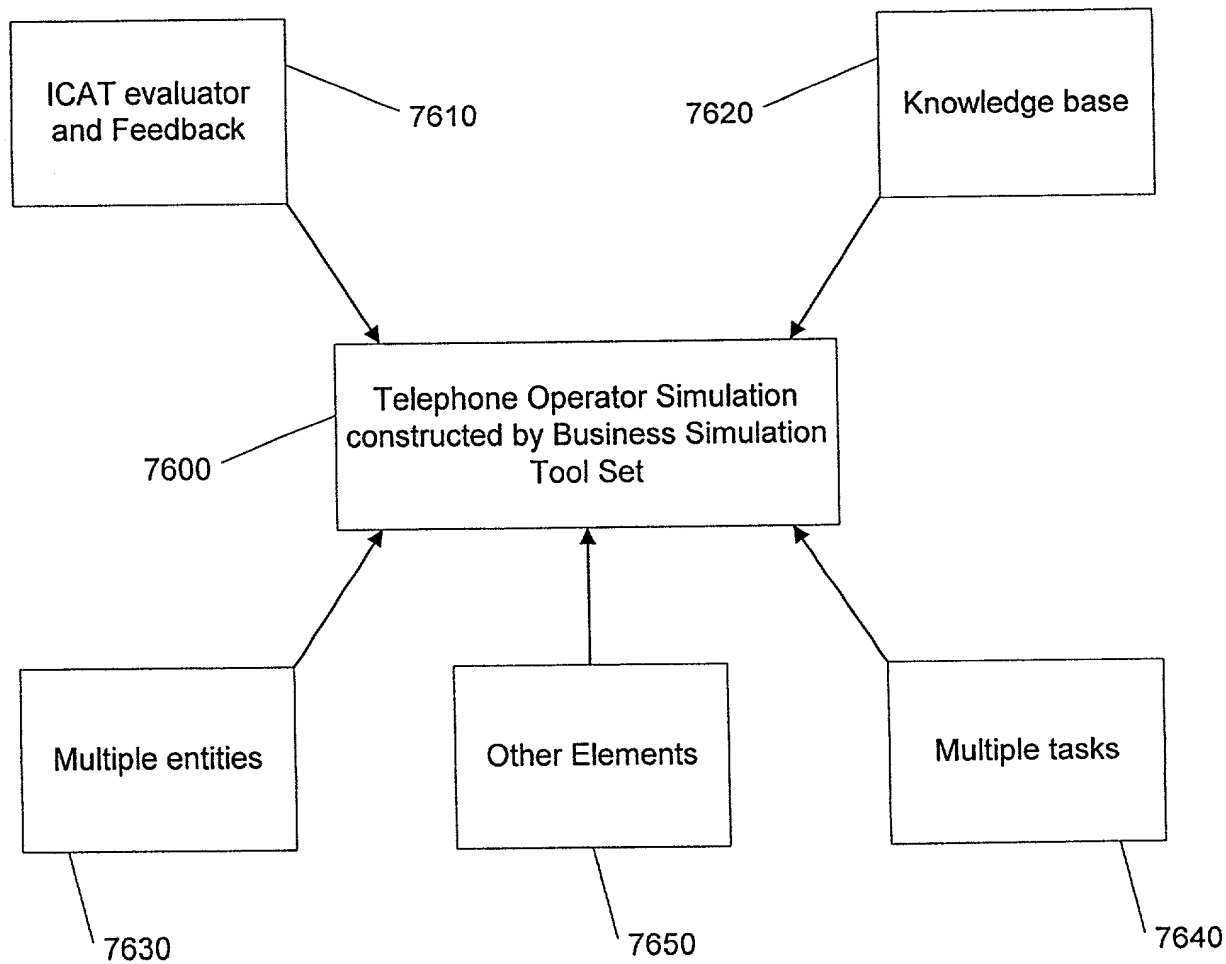 ICAT evaluator
and Feedback
7610
7620
Knowledge base
Telephone Operator Simulation
constructed by Business Simulation
Tool Set
7600
Multiple entities
Other Elements
Multiple tasks
7630
7650
7640